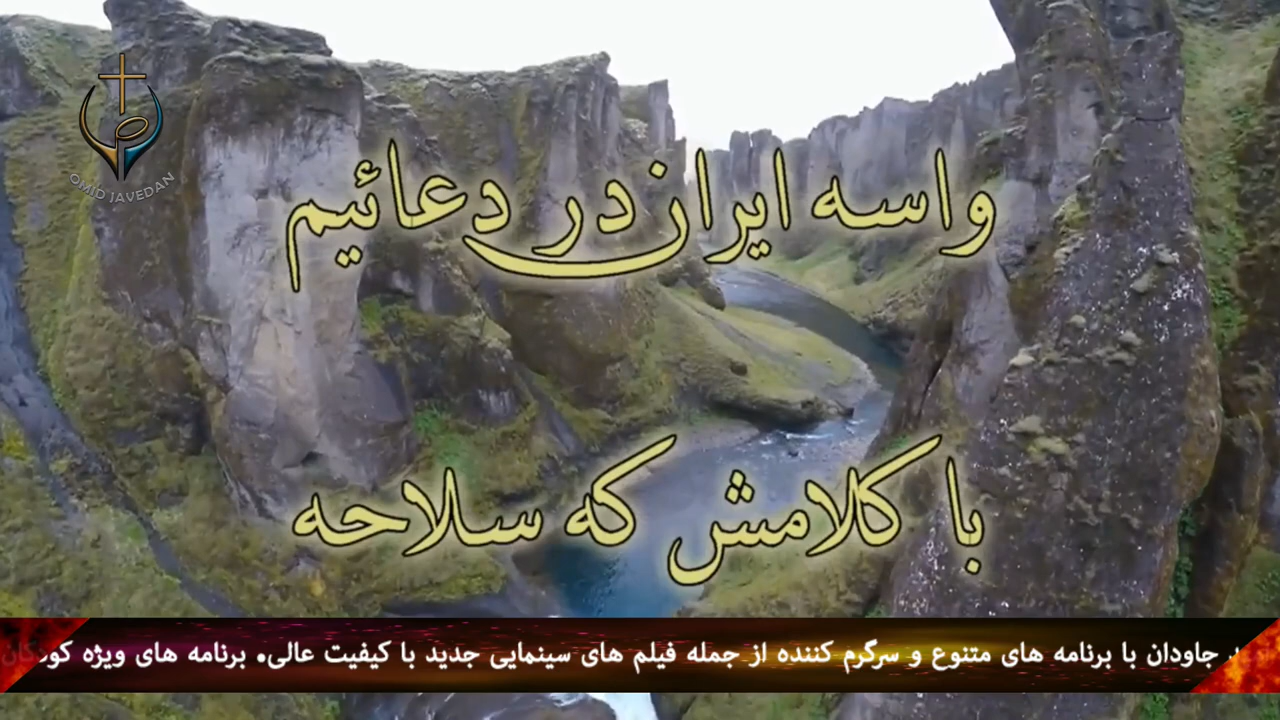 OMID JAVEDAN
واسه ایران در دعائیم
با کلامش که سلاحه
جاودان با برنامه های متنوع و سرگرم کننده از جمله فیلم های سینمایی جدید با کیفیت عالی. برنامه های ویژه کودکان